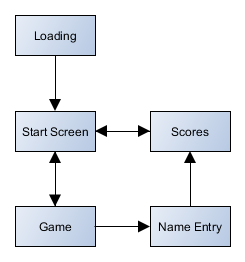 Loading
Start Screen
Scores
Game
Name Entry